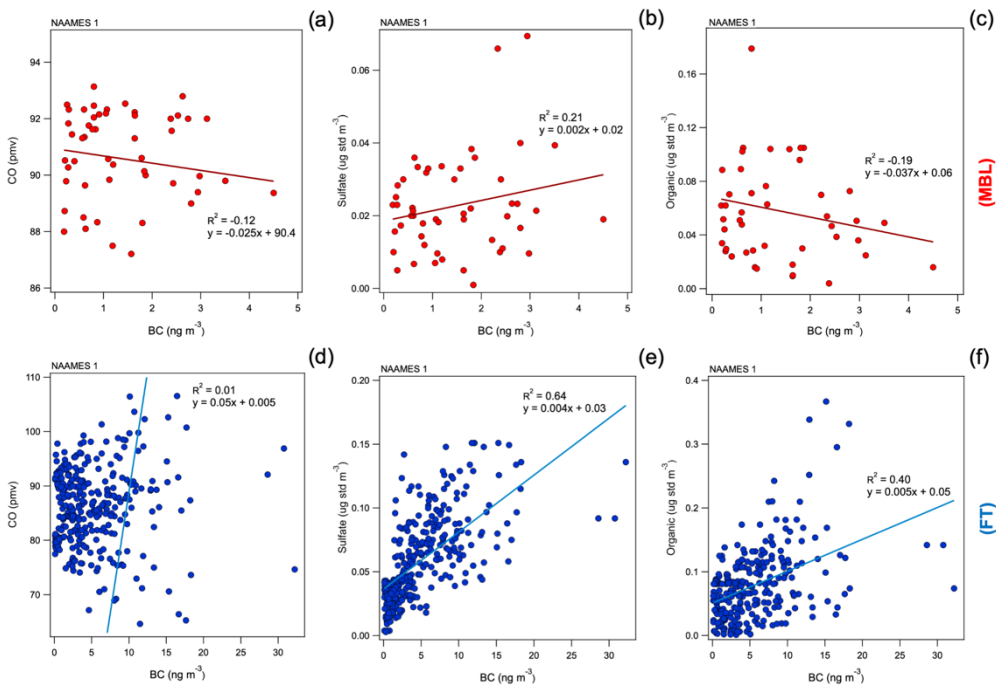 NAAMES 1
(a)
CO (pmv)
94
92
90
88
86
R² = -0.12
y = -0.025x + 90.4
0
1
2
3
4
5
BC (ng m⁻³)
NAAMES 1
(b)
Sulfate (ug std m⁻³)
0.06
0.04
0.02
0.00
R² = 0.21
y = 0.002x + 0.02
0
1
2
3
4
5
BC (ng m⁻³)
NAAMES 1
(c)
Organic (ug std m⁻³)
0.16
0.12
0.08
0.04
0.00
R² = -0.19
y = -0.037x + 0.06
0
1
2
3
4
5
BC (ng m⁻³)
(MBL)
NAAMES 1
(d)
CO (pmv)
110
100
90
80
70
R² = 0.01
y = 0.05x + 0.005
0
5
10
15
20
25
30
BC (ng m⁻³)
NAAMES 1
(e)
Sulfate (ug std m⁻³)
0.20
0.15
0.10
0.05
0.00
R² = 0.64
y = 0.004x + 0.03
0
5
10
15
20
25
30
BC (ng m⁻³)
NAAMES 1
(f)
Organic (ug std m⁻³)
0.4
0.3
0.2
0.1
0.0
R² = 0.40
y = 0.005x + 0.05
0
5
10
15
20
25
30
BC (ng m⁻³)
(FT)